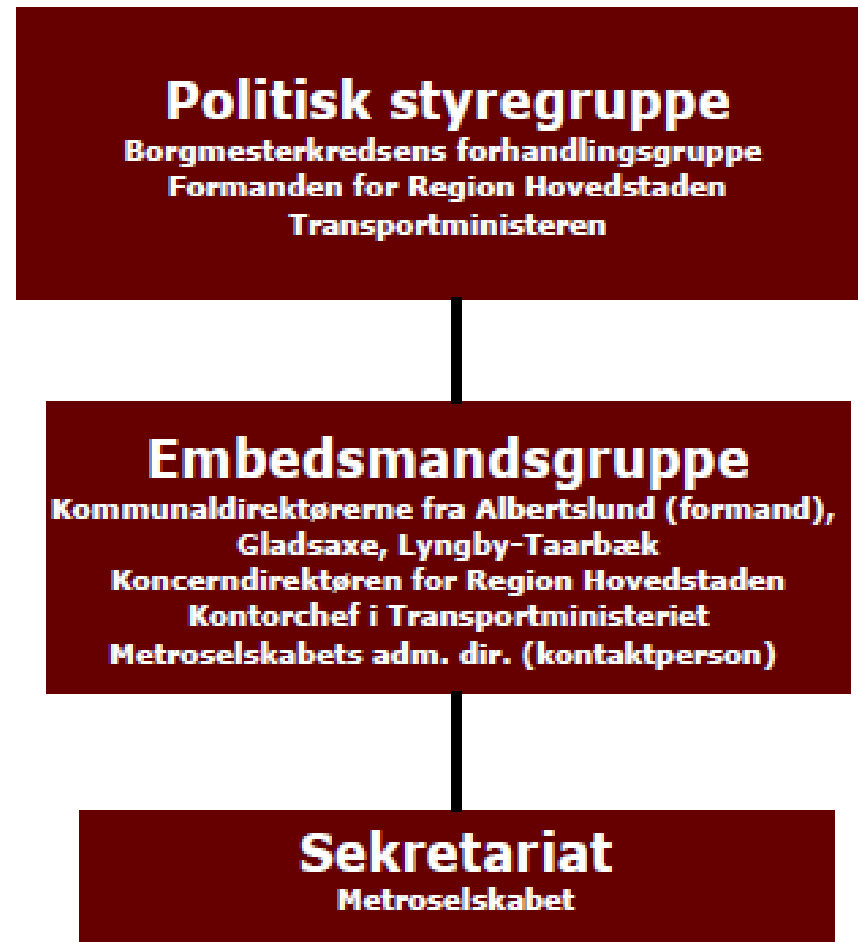 Politisk styregruppe
Borgmesterkredsens forhandlingsgruppe
Formanden for Region Hovedstaden
Transportministeren
Embedsmandsgruppe
Kommunaldirektørerne fra Albertslund (formand),
Gladsaxe, Lyngby-Taarbæk
Koncerndirektøren for Region Hovedstaden
Kontorchef i Transportministeriet
Metroselskabets adm. dir. (kontaktperson)
Sekretariat
Metroselskabet